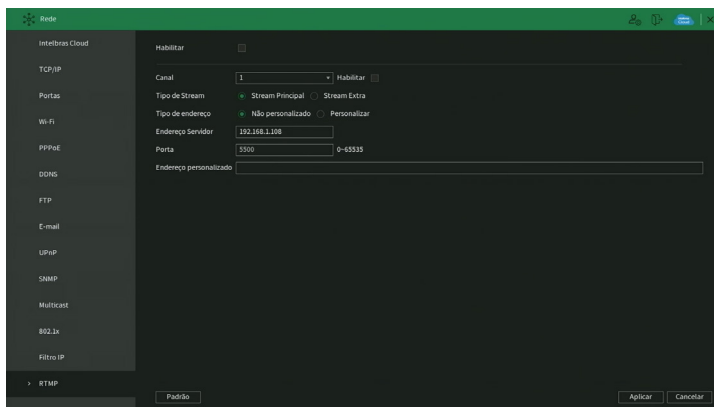 Rede
Intelbras Cloud
TCP/IP
Portas
Wi-Fi
PPPoE
DDNS
FTP
E-mail
UPnP
SNMP
Multicast
802.1x
Filtro IP
> RTMP
Habilitar
Canal 1 Habilitar
Tipo de Stream Stream Principal Stream Extra
Tipo de endereço Não personalizado Personalizar
Endereço Servidor 192.168.1.108
Porta 5500 0~65535
Endereço personalizado
Padrão Aplicar Cancelar